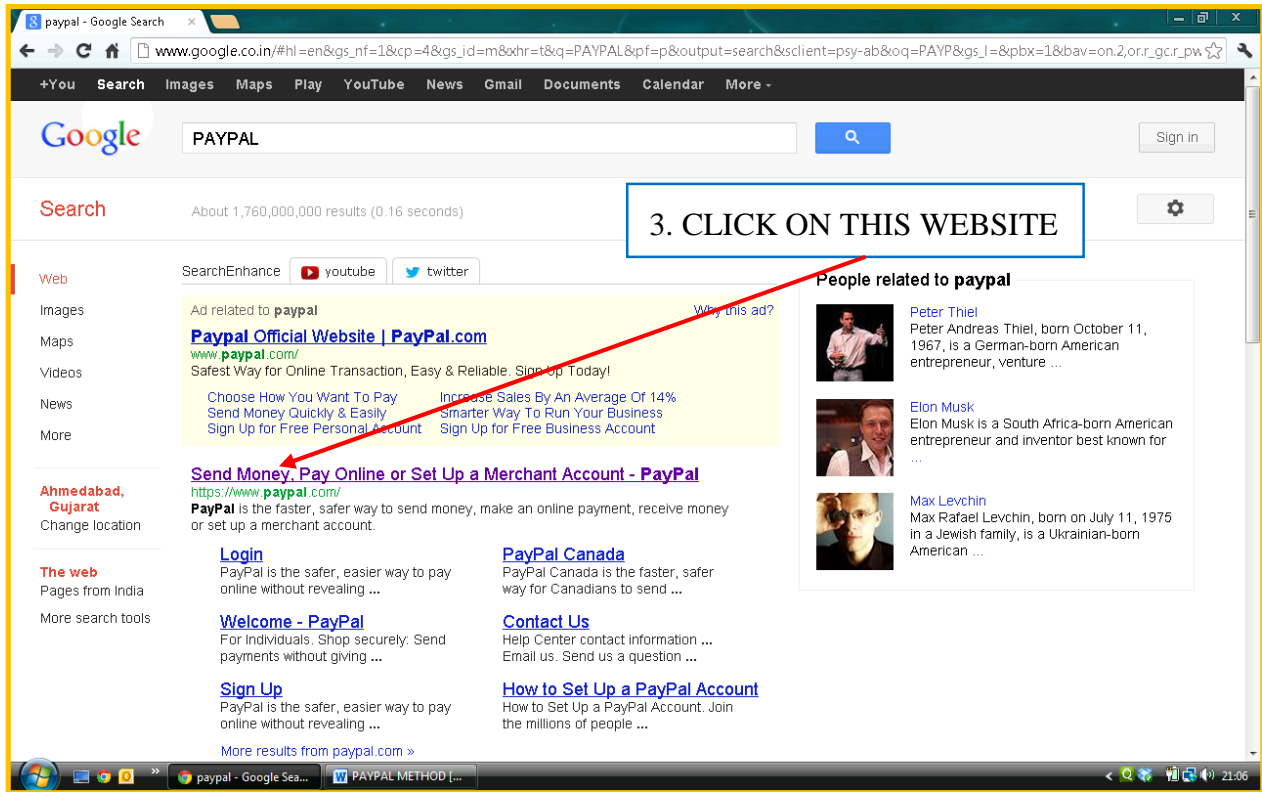 paypal - Google Search
www.google.co.in/#hl=en&gs_nf=1&cp=4&gs_id=m&xhr=t&q=PAYPAL&pf=p&output=search&sclient=psy-ab&oq=PAYP&gs_l=&pbx=1&bav=on.2,or.r_gc.r_pw
+You Search Images Maps Play YouTube News Gmail Documents Calendar More
Google
PAYPAL
Sign in
Search
About 1,760,000,000 results (0.16 seconds)
3. CLICK ON THIS WEBSITE
Web
Images
Maps
Videos
News
More
Ahmedabad,
Gujarat
Change location
The web
Pages from India
More search tools
SearchEnhance youtube twitter
Ad related to paypal
Why this ad?
Paypal Official Website | PayPal.com
www.paypal.com/
Safest Way for Online Transaction, Easy & Reliable. Sign Up Today!
Choose How You Want To Pay Increase Sales By An Average Of 14%
Send Money Quickly & Easily Smarter Way To Run Your Business
Sign Up for Free Personal Account Sign Up for Free Business Account
Send Money, Pay Online or Set Up a Merchant Account - PayPal
https://www.paypal.com/
PayPal is the faster, safer way to send money, make an online payment, receive money
or set up a merchant account.
Login
PayPal is the safer, easier way to pay
online without revealing ...
PayPal Canada
PayPal Canada is the faster, safer
way for Canadians to send ...
Welcome - PayPal
For Individuals. Shop securely: Send
payments without giving ...
Contact Us
Help Center contact information ...
Email us. Send us a question ...
Sign Up
PayPal is the safer, easier way to pay
online without revealing ...
How to Set Up a PayPal Account
How to Set Up a PayPal Account. Join
the millions of people ...
More results from paypal.com »
People related to paypal
Peter Thiel
Peter Andreas Thiel, born October 11,
1967, is a German-born American
entrepreneur, venture ...
Elon Musk
Elon Musk is a South Africa-born American
entrepreneur and inventor best known for
...
Max Levchin
Max Rafael Levchin, born on July 11, 1975
in a Jewish family, is a Ukrainian-born
American ...
paypal - Google Sea...
PAYPAL METHOD [...
21:06